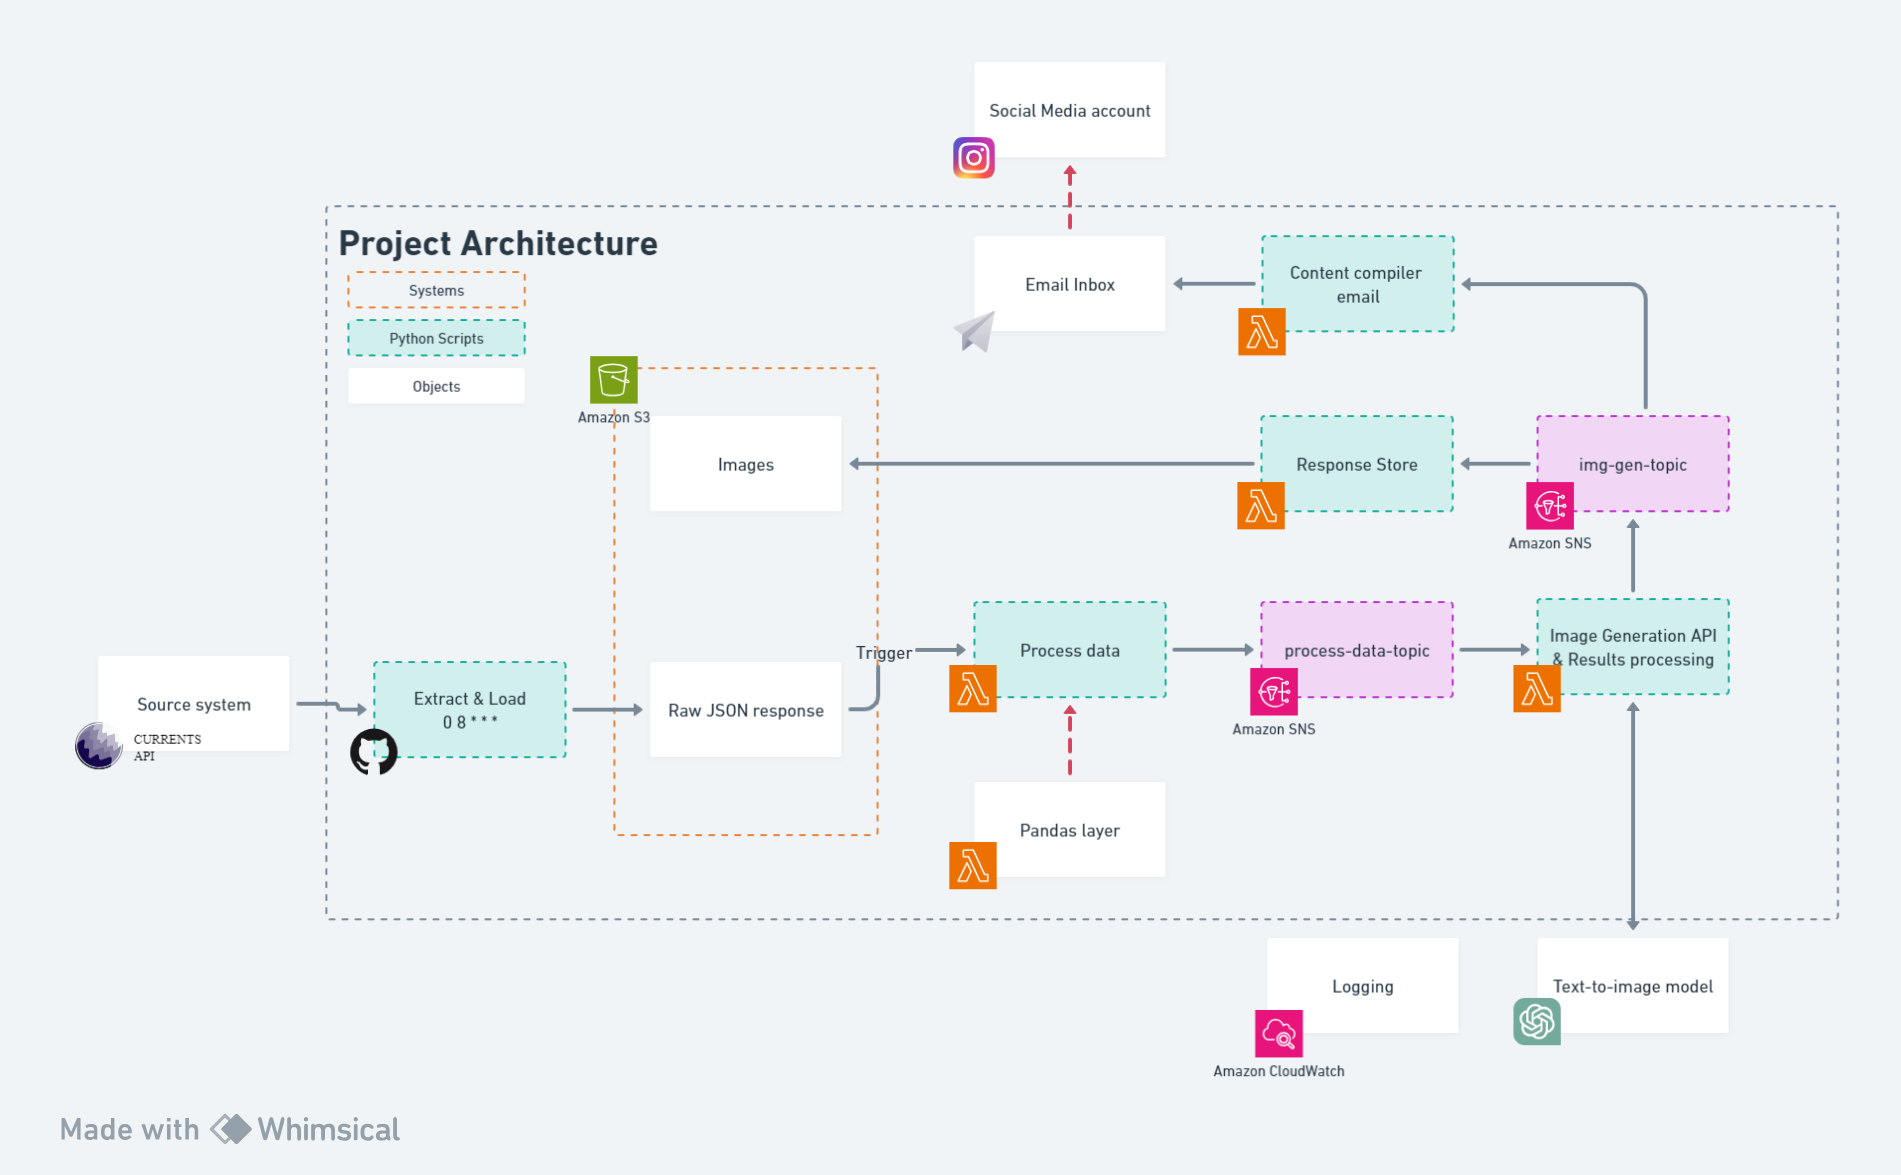 Social Media account
Project Architecture
Systems
Python Scripts
Objects
Email Inbox
Content compiler
email
Amazon S3
Images
Response Store
img-gen-topic
Amazon SNS
Trigger
Process data
process-data-topic
Image Generation API
& Results processing
Amazon SNS
Source system
CURRENTS
API
Extract & Load
0 8 * * *
Raw JSON response
Pandas layer
Logging
Amazon CloudWatch
Text-to-image model
Made with Whimsical